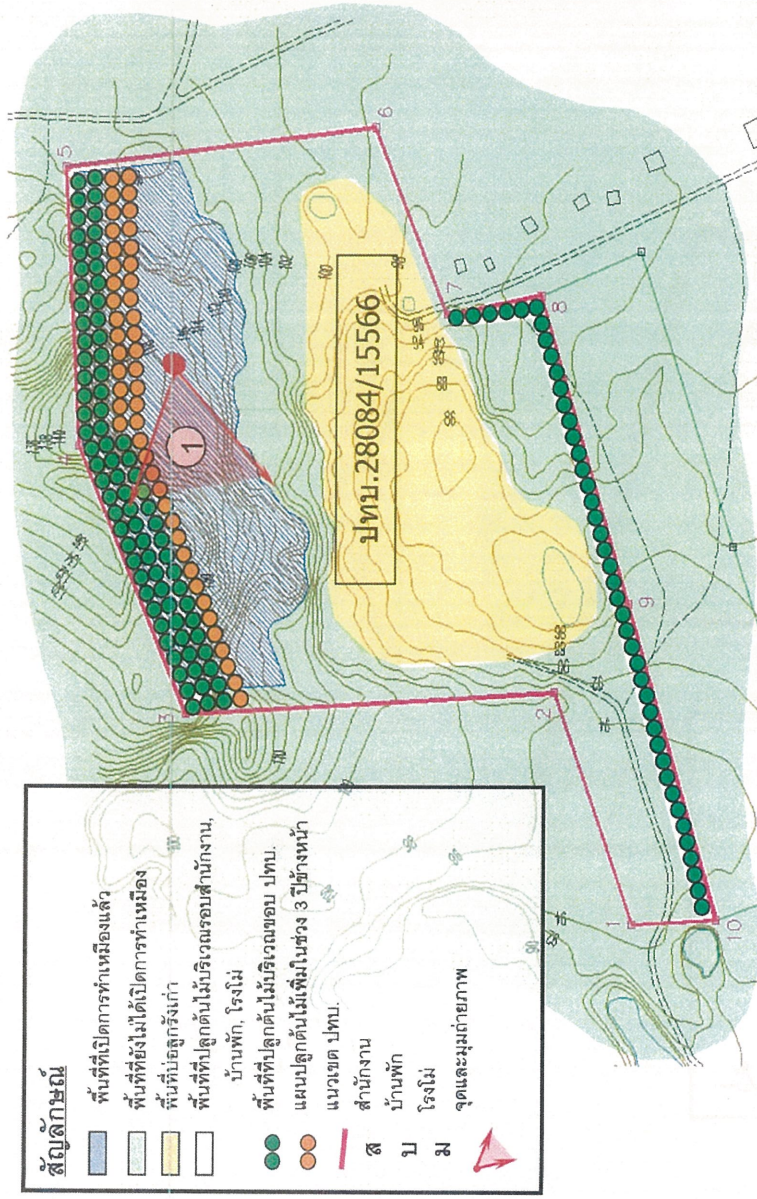 สัญลักษณ์
พื้นที่ที่เปิดการทำเหมืองแล้ว
พื้นที่ที่ยังไม่ได้เปิดการทำเหมือง
พื้นที่บ่อลูกรังเก่า
พื้นที่ที่ปลูกต้นไม้บริเวณรอบสำนักงาน,
บ้านพัก, โรงโม่
พื้นที่ที่ปลูกต้นไม้บริเวณขอบ ปทบ.
แผนปลูกต้นไม้เพิ่มในช่วง 3 ปีข้างหน้า
แนวเขต ปทบ.
ส สำนักงาน
บ บ้านพัก
ม โรงโม่
จุดและมุมถ่ายภาพ
ปทบ.28084/15566
1
1
2
3
5
6
7
8
9
10
100
102
104